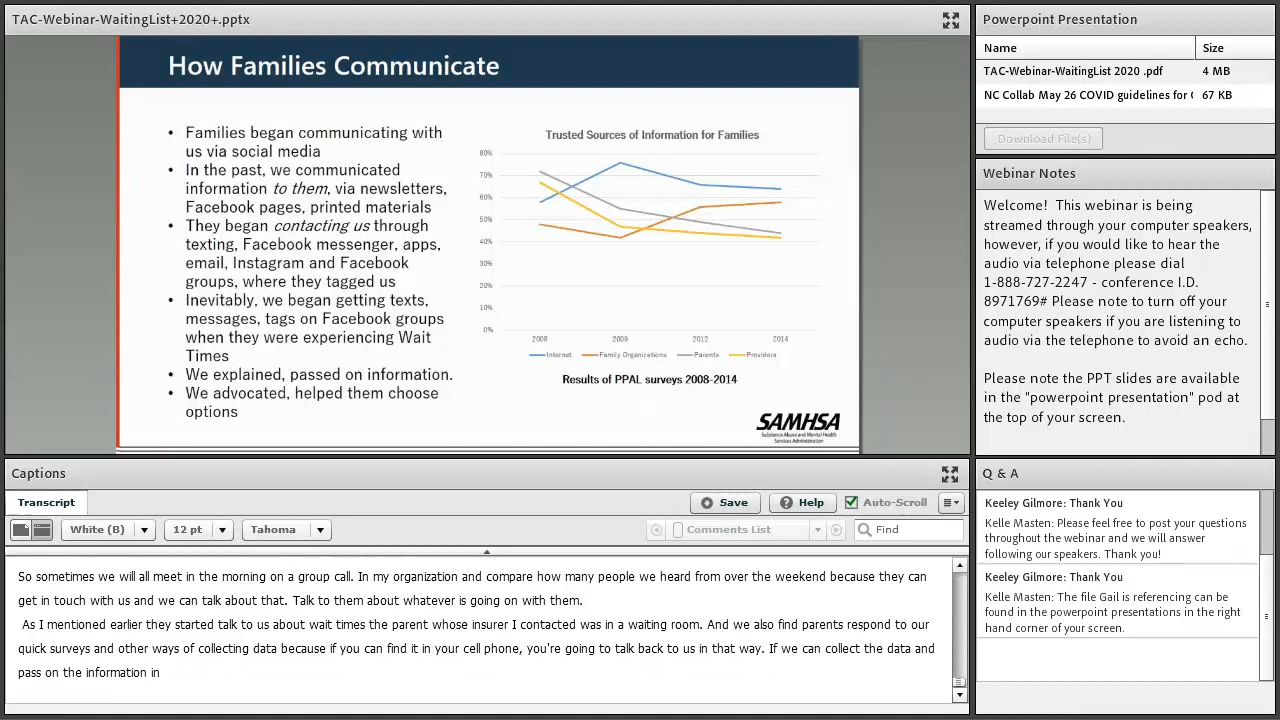 TAC-Webinar-WaitingList+2020+.pptx
How Families Communicate
• Families began communicating with
us via social media
• In the past, we communicated
information to them, via newsletters,
Facebook pages, printed materials
• They began contacting us through
texting, Facebook messenger, apps,
email, Instagram and Facebook
groups, where they tagged us
• Inevitably, we began getting texts,
messages, tags on Facebook groups
when they were experiencing Wait
Times
• We explained, passed on information.
• We advocated, helped them choose
options
Trusted Sources of Information for Families
80%
70%
60%
50%
40%
30%
20%
10%
0%
2008 2009 2012 2014
Internet Family Organizations Parents Providers
Results of PPAL surveys 2008-2014
SAMHSA
Substance Abuse and Mental Health
Services Administration
Captions
Transcript
Save Help Auto-Scroll
White (B) 12 pt Tahoma Comments List Find
So sometimes we will all meet in the morning on a group call. In my organization and compare how many people we heard from over the weekend because they can
get in touch with us and we can talk about that. Talk to them about whatever is going on with them.
As I mentioned earlier they started talk to us about wait times the parent whose insurer I contacted was in a waiting room. And we also find parents respond to our
quick surveys and other ways of collecting data because if you can find it in your cell phone, you're going to talk back to us in that way. If we can collect the data and
pass on the information in
Powerpoint Presentation
Name Size
TAC-Webinar-WaitingList 2020 .pdf 4 MB
NC Collab May 26 COVID guidelines for 67 KB
Download File(s)
Webinar Notes
Welcome! This webinar is being
streamed through your computer speakers,
however, if you would like to hear the
audio via telephone please dial
1-888-727-2247 - conference I.D.
8971769# Please note to turn off your
computer speakers if you are listening to
audio via the telephone to avoid an echo.
Please note the PPT slides are available
in the "powerpoint presentation" pod at
the top of your screen.
Q & A
Keeley Gilmore: Thank You
Kelle Masten: Please feel free to post your questions
throughout the webinar and we will answer
following our speakers. Thank you!
Keeley Gilmore: Thank You
Kelle Masten: The file Gail is referencing can be
found in the powerpoint presentations in the right
hand corner of your screen.